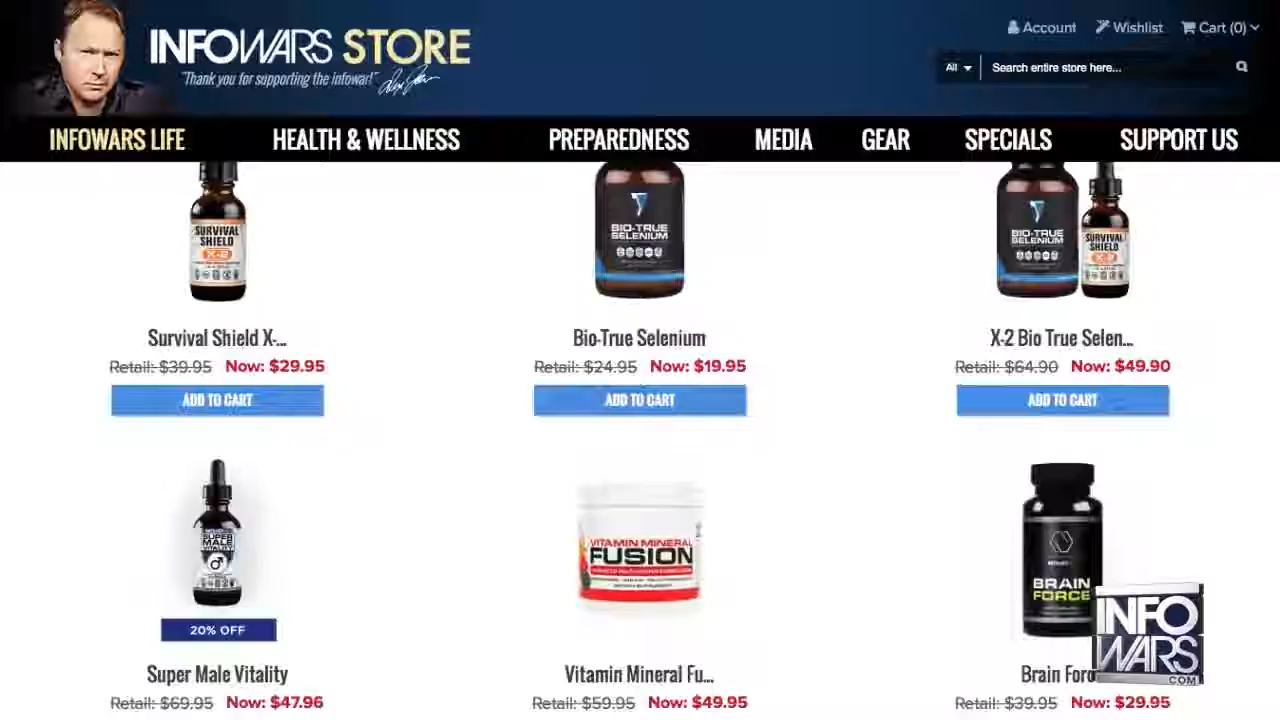 INFOWARS STORE
"Thank you for supporting the infowar!"
Account
Wishlist
Cart (0)
All
Search entire store here...
INFOWARS LIFE
HEALTH & WELLNESS
PREPAREDNESS
MEDIA
GEAR
SPECIALS
SUPPORT US
SURVIVAL
SHIELD
X-2
BIO-TRUE
SELENIUM
BIO-TRUE
SELENIUM
SURVIVAL
SHIELD
X-2
Survival Shield X-...
Bio-True Selenium
X-2 Bio True Selen...
Retail: $39.95 Now: $29.95
Retail: $24.95 Now: $19.95
Retail: $64.90 Now: $49.90
ADD TO CART
ADD TO CART
ADD TO CART
SUPER
MALE
VITALITY
VITAMIN MINERAL
FUSION
BRAIN
FORCE
20% OFF
Super Male Vitality
Vitamin Mineral Fu...
Brain Forc
Retail: $69.95 Now: $47.96
Retail: $59.95 Now: $49.95
Retail: $39.95 Now: $29.95
INFO
WARS
.COM